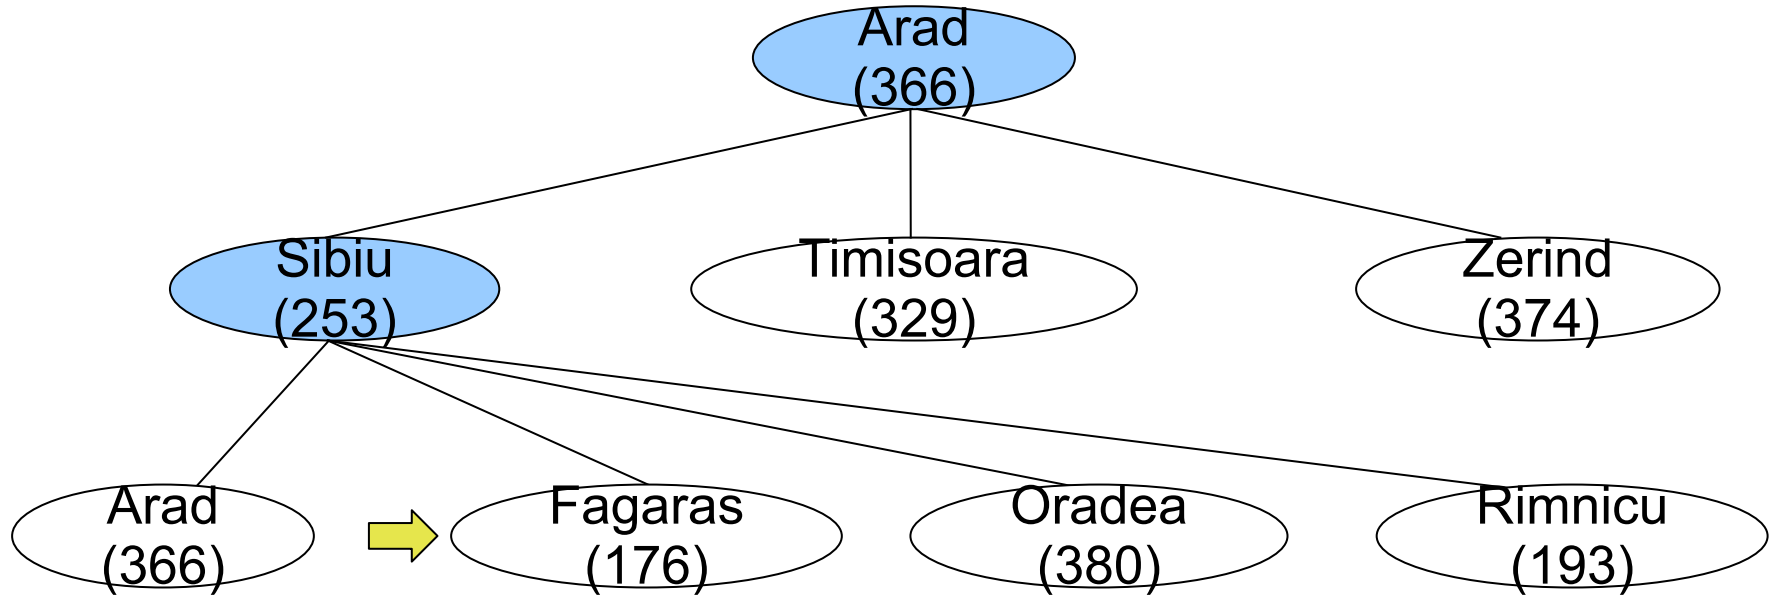 Arad
(366)
Sibiu
(253)
Timisoara
(329)
Zerind
(374)
Arad
(366)
Fagaras
(176)
Oradea
(380)
Rimnicu
(193)